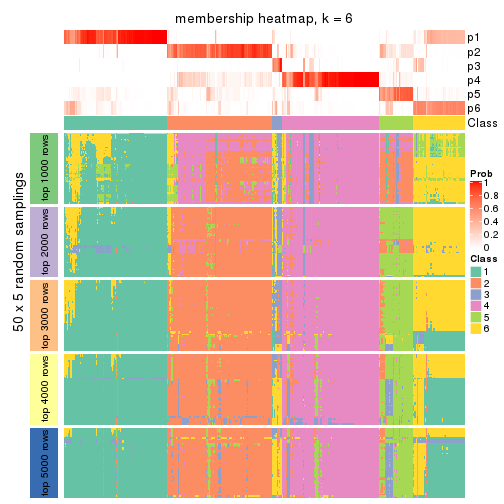 membership heatmap, k = 6
p1
p2
p3
p4
p5
p6
Class
50 x 5 random samplings
top 1000 rows
top 2000 rows
top 3000 rows
top 4000 rows
top 5000 rows
Prob
1
0.8
0.6
0.4
0.2
0
Class
1
2
3
4
5
6